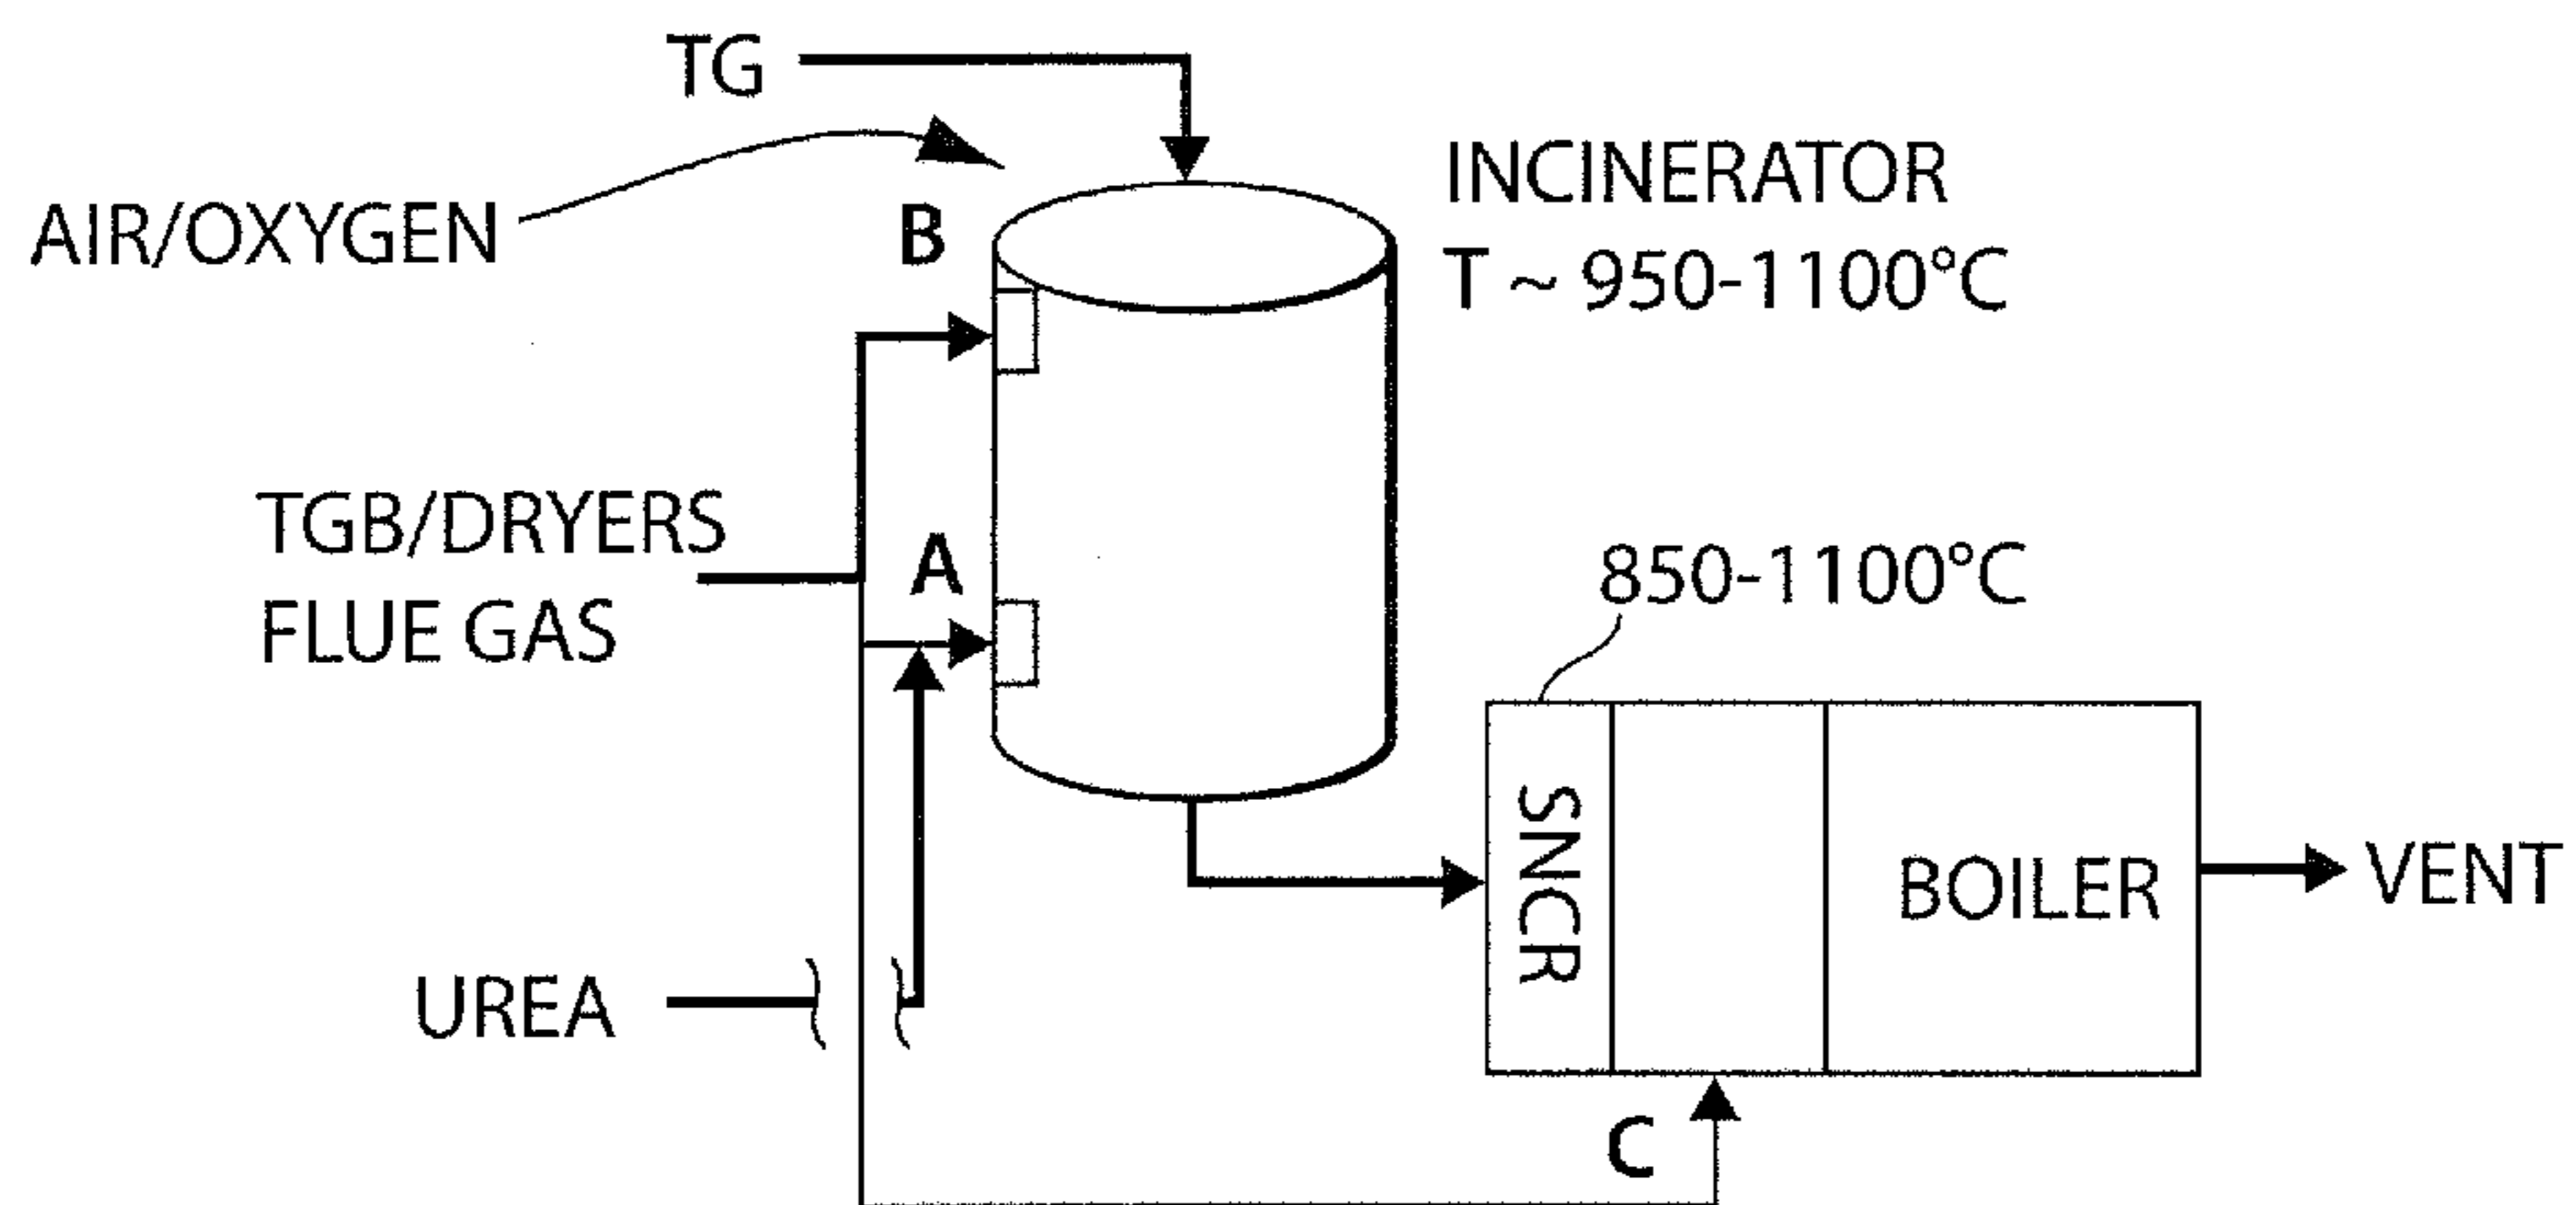 TG
AIR/OXYGEN
B
INCINERATOR
T ~ 950-1100°C
TGB/DRYERS
FLUE GAS
A
850-1100°C
UREA
SNCR
BOILER
VENT
C